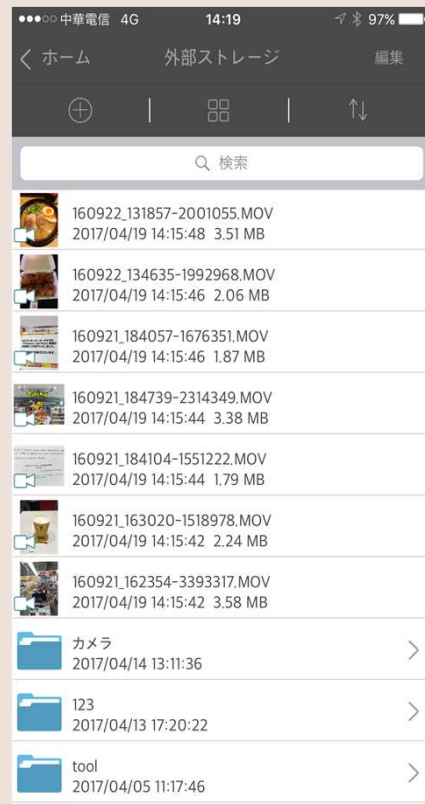 中華電信 4G 14:19 97%
ホーム 外部ストレージ 編集
検索
160922_131857-2001055.MOV
2017/04/19 14:15:48 3.51 MB
160922_134635-1992968.MOV
2017/04/19 14:15:46 2.06 MB
160921_184057-1676351.MOV
2017/04/19 14:15:46 1.87 MB
160921_184739-2314349.MOV
2017/04/19 14:15:44 3.38 MB
160921_184104-1551222.MOV
2017/04/19 14:15:44 1.79 MB
160921_163020-1518978.MOV
2017/04/19 14:15:42 2.24 MB
160921_162354-3393317.MOV
2017/04/19 14:15:42 3.58 MB
カメラ
2017/04/14 13:11:36
123
2017/04/13 17:20:22
tool
2017/04/05 11:17:46